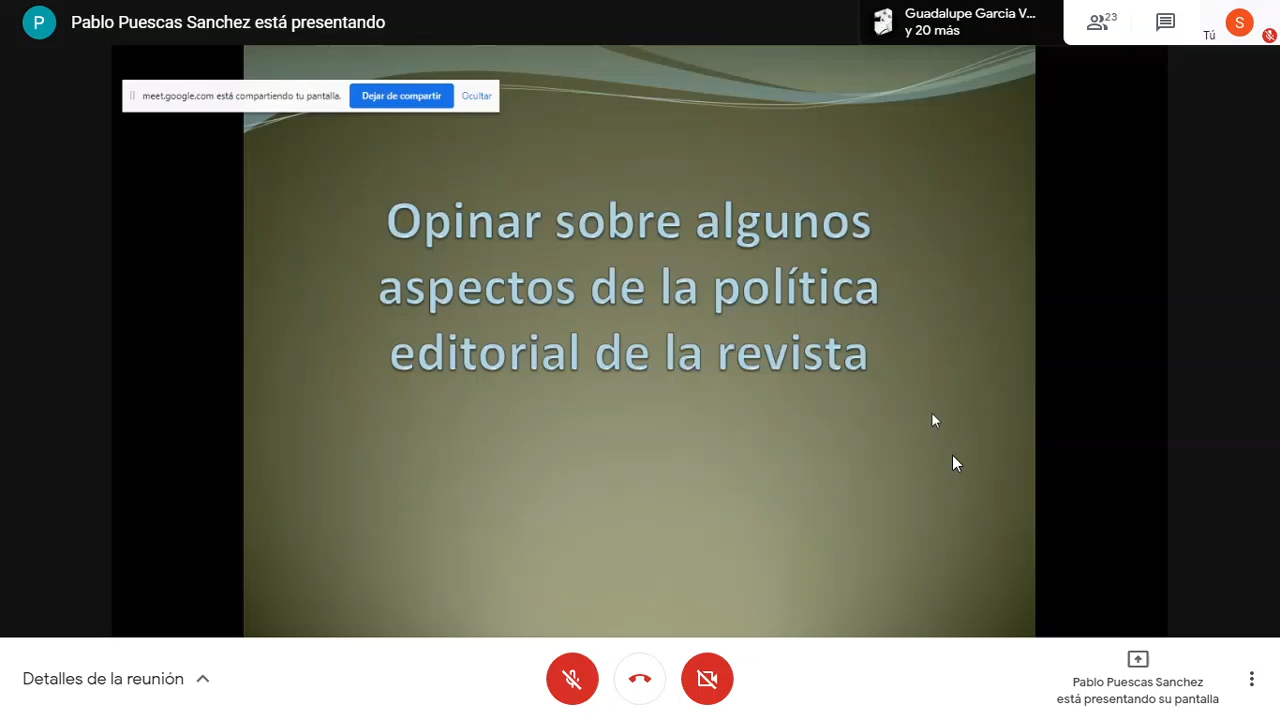 P
Pablo Puescas Sanchez está presentando
Guadalupe Garcia V...
y 20 más
23
Tú
S
meet.google.com está compartiendo tu pantalla.
Dejar de compartir
Ocultar
Opinar sobre algunos
aspectos de la política
editorial de la revista
Detalles de la reunión
Pablo Puescas Sanchez
está presentando su pantalla